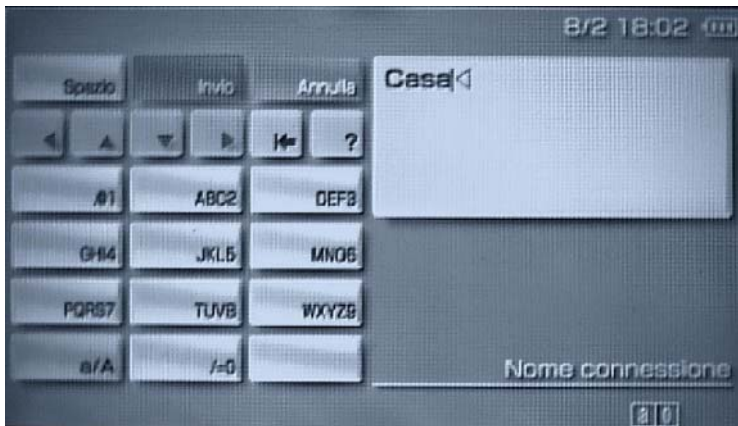 8/2 18:02
Spazio Invio Annulla
Casa
?
./@1 ABC2 DEF3
GHI4 JKL5 MNO6
PQRS7 TUV8 WXYZ9
a/A /=0
Nome connessione
a 0